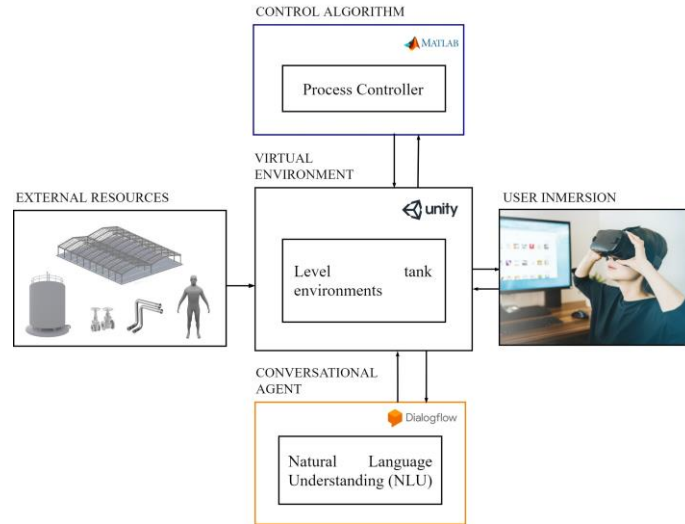 CONTROL ALGORITHM
MATLAB
Process Controller
VIRTUAL
ENVIRONMENT
EXTERNAL RESOURCES
USER INMERSION
unity
Level tank
environments
CONVERSATIONAL
AGENT
Dialogflow
Natural Language
Understanding (NLU)